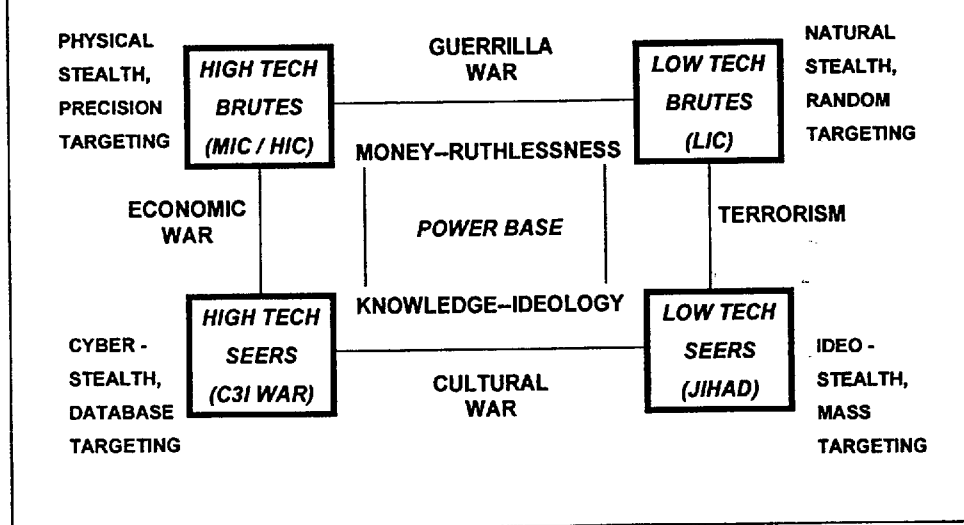 PHYSICAL
STEALTH,
PRECISION
TARGETING
HIGH TECH
BRUTES
(MIC / HIC)
GUERRILLA
WAR
LOW TECH
BRUTES
(LIC)
NATURAL
STEALTH,
RANDOM
TARGETING
MONEY--RUTHLESSNESS
ECONOMIC
WAR
POWER BASE
TERRORISM
KNOWLEDGE--IDEOLOGY
CYBER -
STEALTH,
DATABASE
TARGETING
HIGH TECH
SEERS
(C3I WAR)
CULTURAL
WAR
LOW TECH
SEERS
(JIHAD)
IDEO -
STEALTH,
MASS
TARGETING